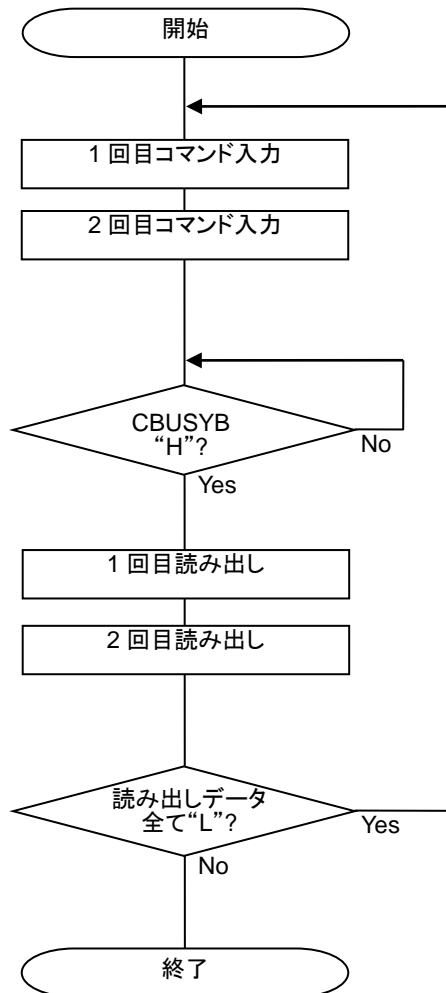 開始
1 回目コマンド入力
2 回目コマンド入力
CBUSYB
“H”?
No
Yes
1 回目読み出し
2 回目読み出し
読み出しデータ
全て“L”?
Yes
No
終了